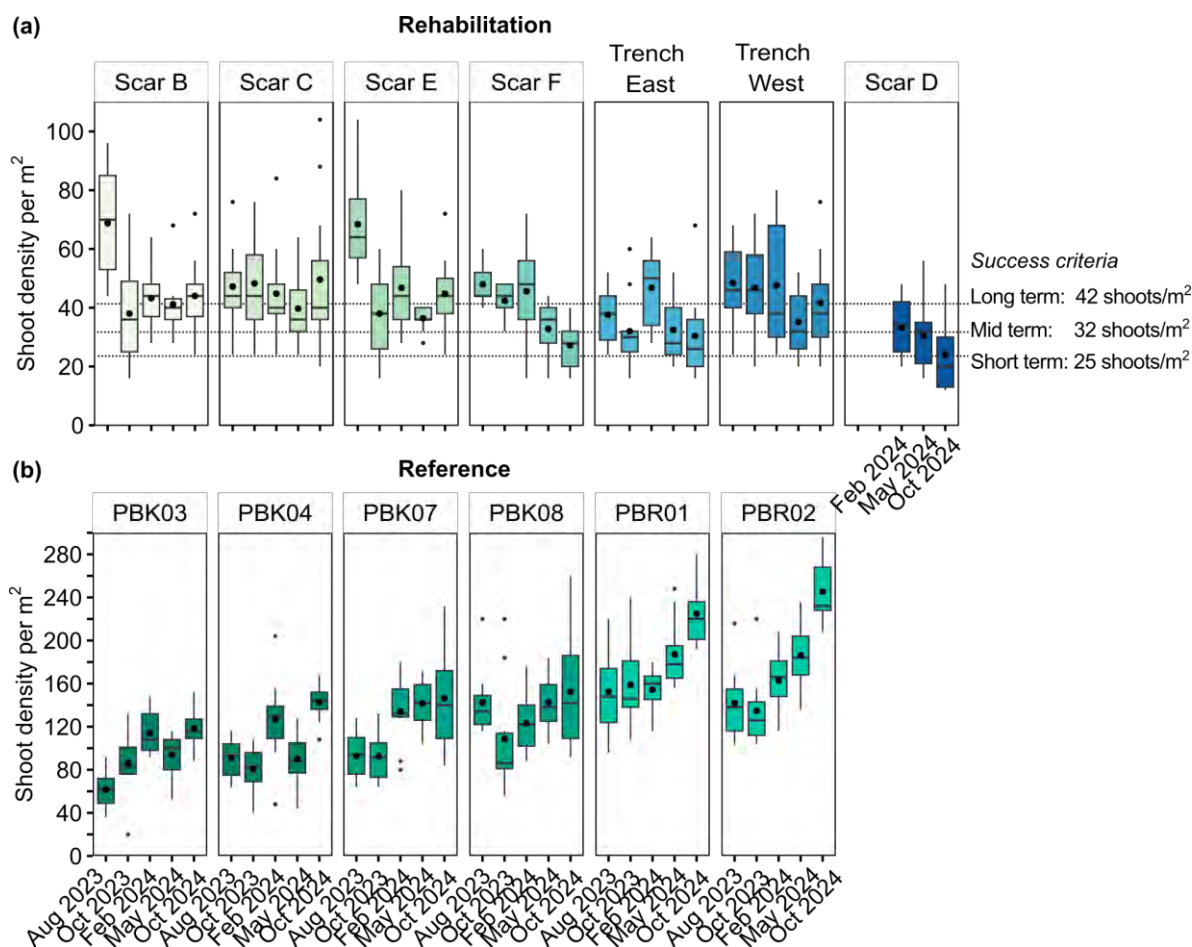 (a)
Rehabilitation
Scar B
Scar C
Scar E
Scar F
Trench
East
Trench
West
Scar D
Shoot density per m²
100
80
60
40
20
0
Success criteria
Long term: 42 shoots/m²
Mid term: 32 shoots/m²
Short term: 25 shoots/m²
Feb 2024
May 2024
Oct 2024
(b)
Reference
PBK03
PBK04
PBK07
PBK08
PBR01
PBR02
Shoot density per m²
280
240
200
160
120
80
40
0
Aug 2023
Oct 2023
Feb 2024
May 2024
Oct 2024
Aug 2023
Oct 2023
Feb 2024
May 2024
Oct 2024
Aug 2023
Oct 2023
Feb 2024
May 2024
Oct 2024
Aug 2023
Oct 2023
Feb 2024
May 2024
Oct 2024
Aug 2023
Oct 2023
Feb 2024
May 2024
Oct 2024
Aug 2023
Oct 2023
Feb 2024
May 2024
Oct 2024